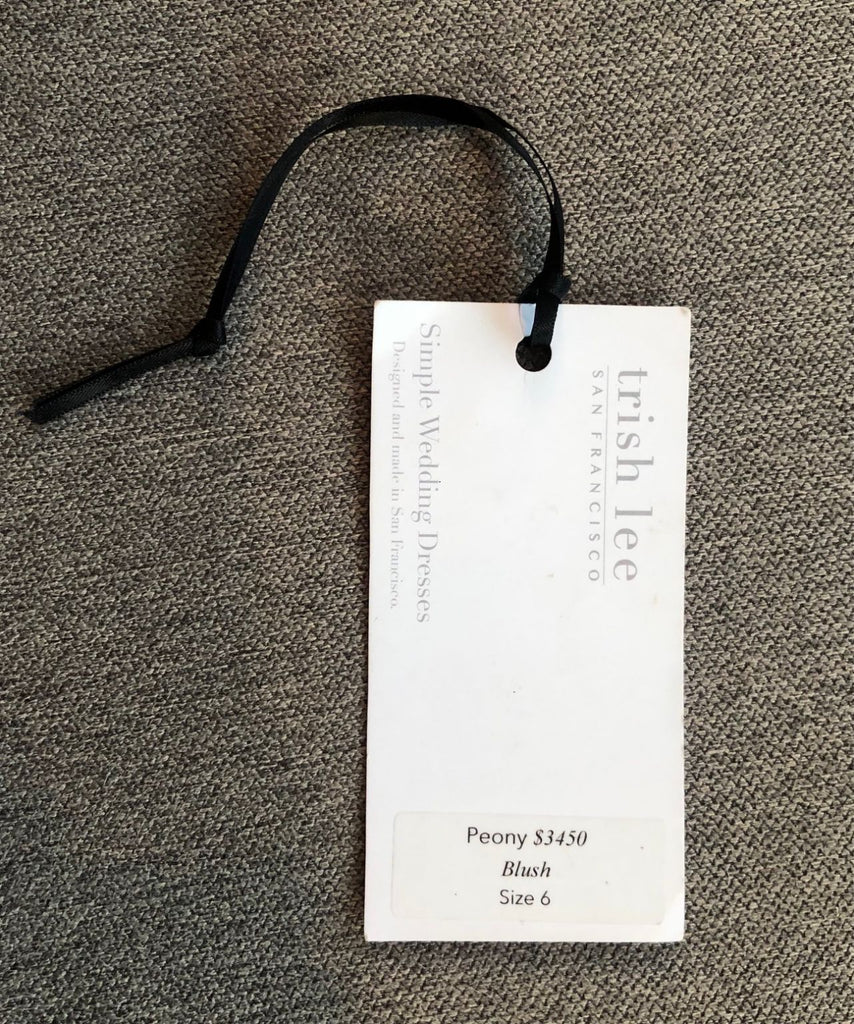 trish lee
SAN FRANCISCO
Simple Wedding Dresses
Designed and made in San Francisco.
Peony $3450
Blush
Size 6